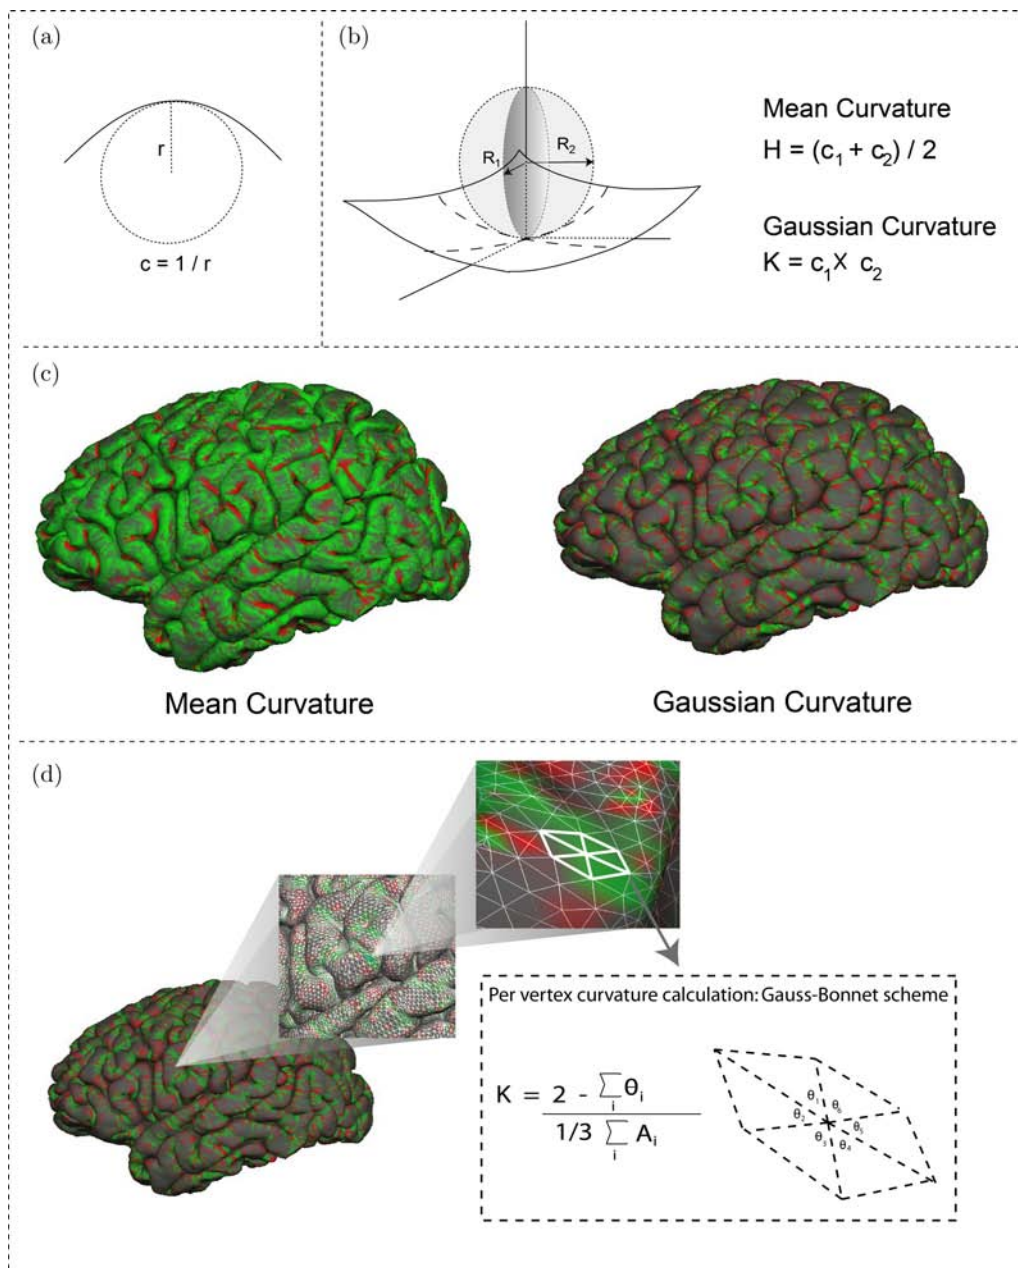 (a)
r
c = 1 / r
(b)
R₁
R₂
Mean Curvature
H = (c₁ + c₂) / 2
Gaussian Curvature
K = c₁ X c₂
(c)
Mean Curvature
Gaussian Curvature
(d)
Per vertex curvature calculation: Gauss-Bonnet scheme
K = 2 - ∑ᵢ θᵢ
1/3 ∑ᵢ Aᵢ
θ₁ θ₆
θ₂ θ₅
θ₃ θ₄